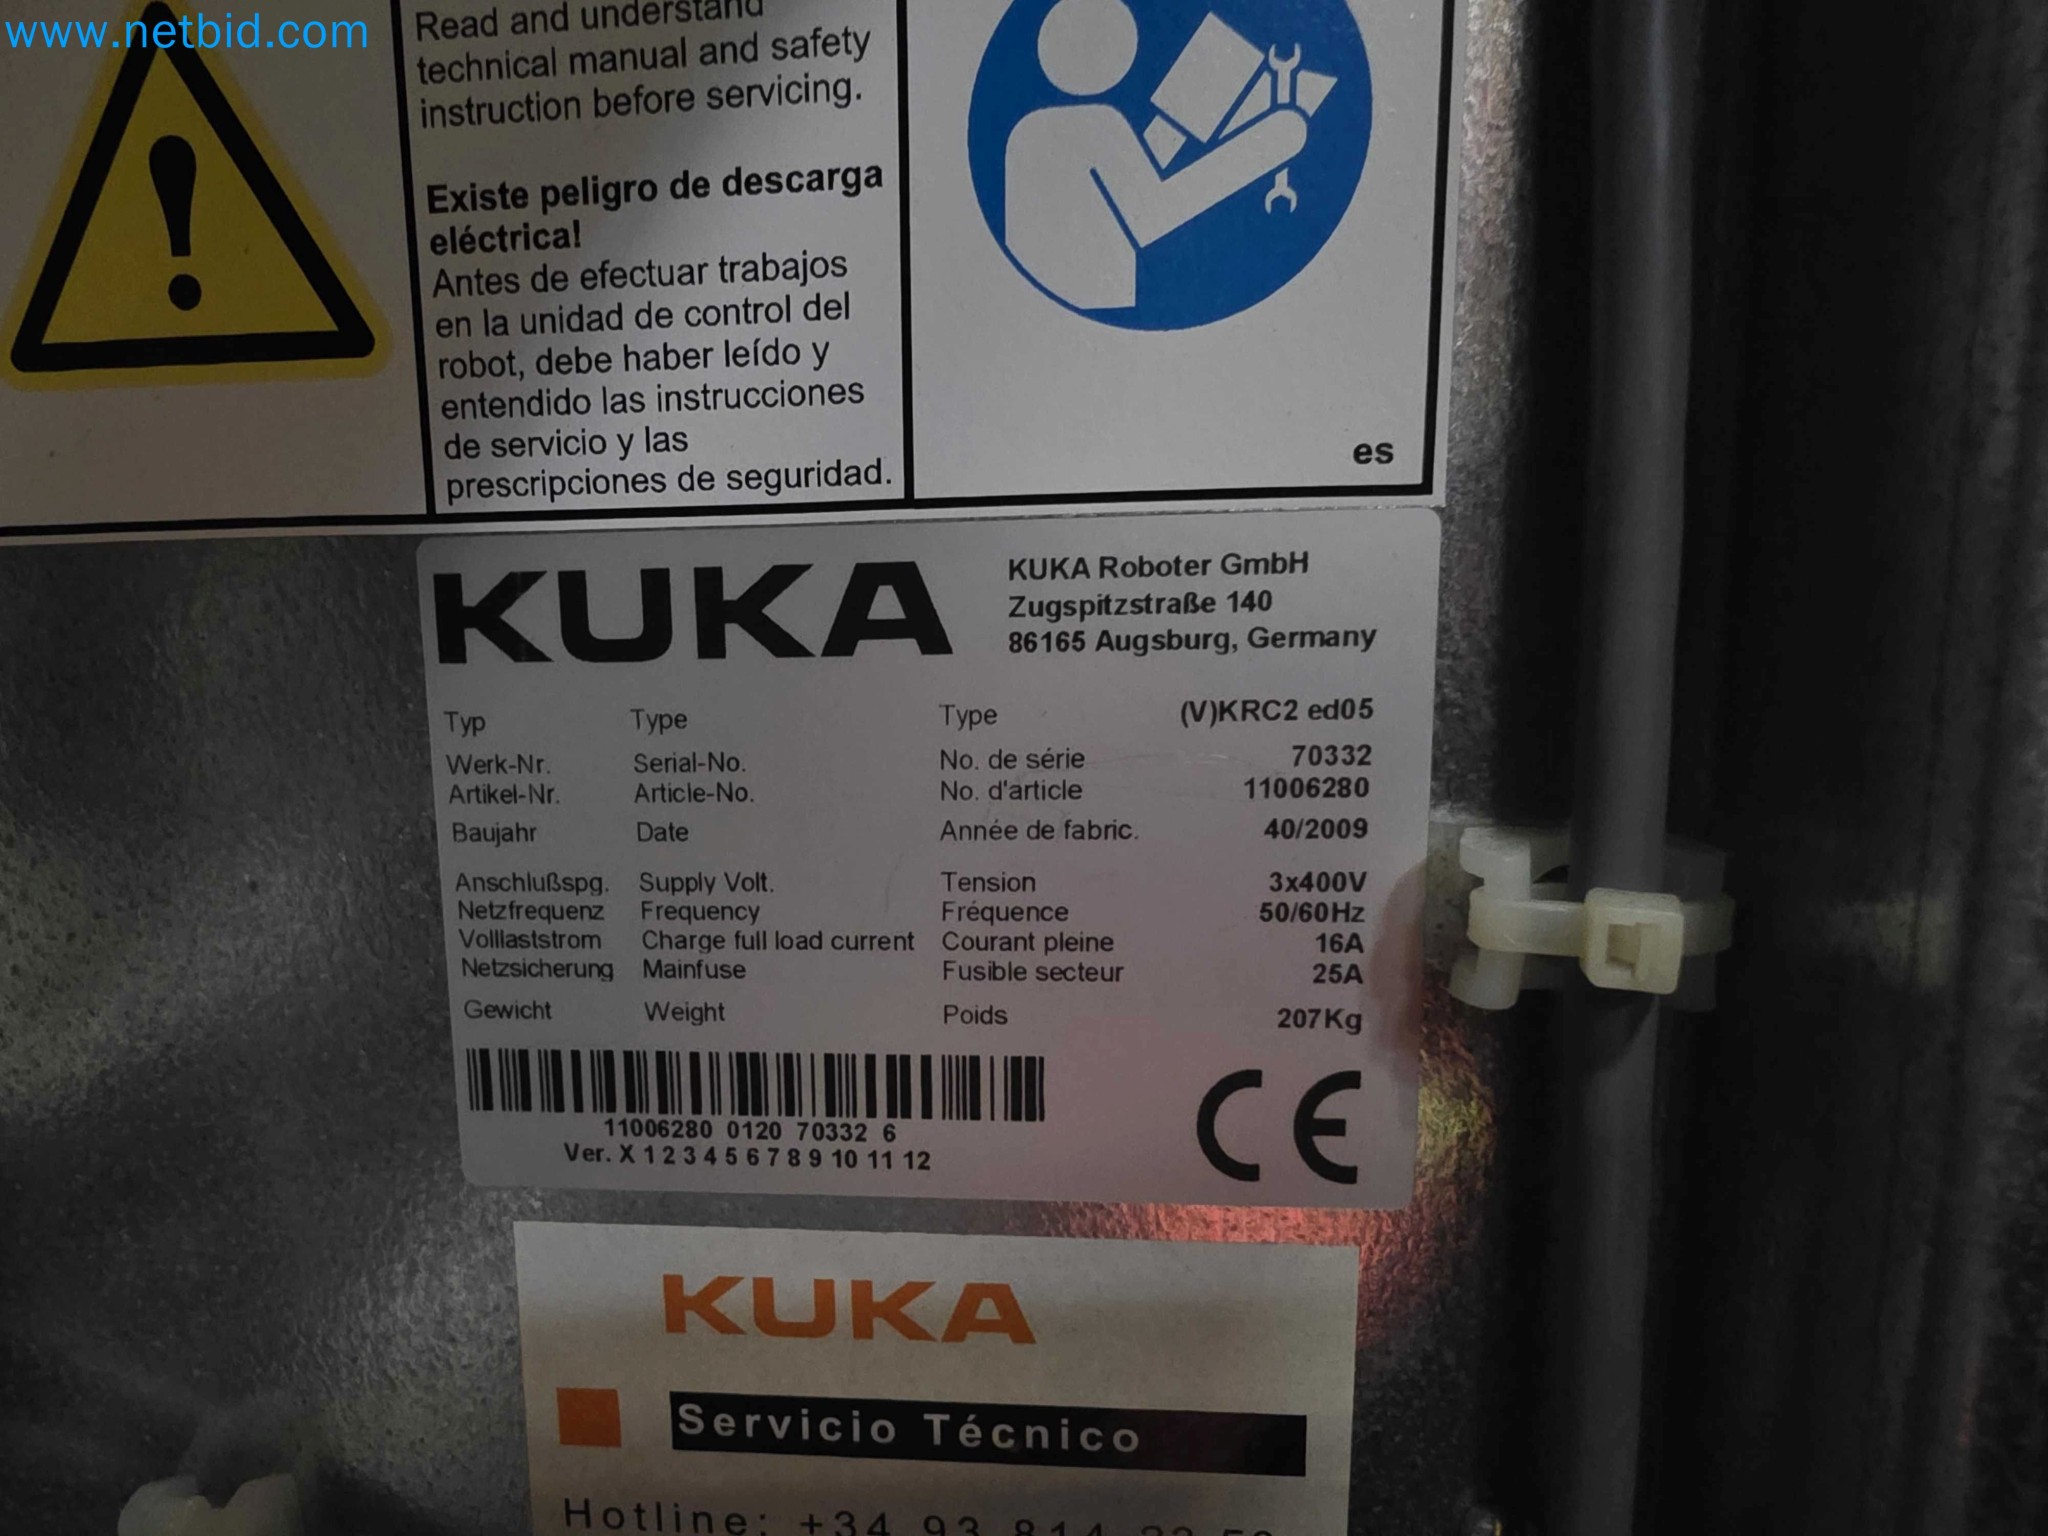 www.netbid.com
Read and understand
technical manual and safety
instruction before servicing.
Existe peligro de descarga
eléctrica!
Antes de efectuar trabajos
en la unidad de control del
robot, debe haber leído y
entendido las instrucciones
de servicio y las
prescripciones de seguridad.
es
KUKA
KUKA Roboter GmbH
Zugspitzstraße 140
86165 Augsburg, Germany
Typ Type Type (V)KRC2 ed05
Werk-Nr. Serial-No. No. de série 70332
Artikel-Nr. Article-No. No. d'article 11006280
Baujahr Date Année de fabric. 40/2009
Anschlußspg. Supply Volt. Tension 3x400V
Netzfrequenz Frequency Fréquence 50/60Hz
Volllaststrom Charge full load current Courant pleine 16A
Netzsicherung Mainfuse Fusible secteur 25A
Gewicht Weight Poids 207Kg
11006280 0120 70332 6
Ver. X 1 2 3 4 5 6 7 8 9 10 11 12
CE
KUKA
Servicio Técnico
Hotline: +34 93 814